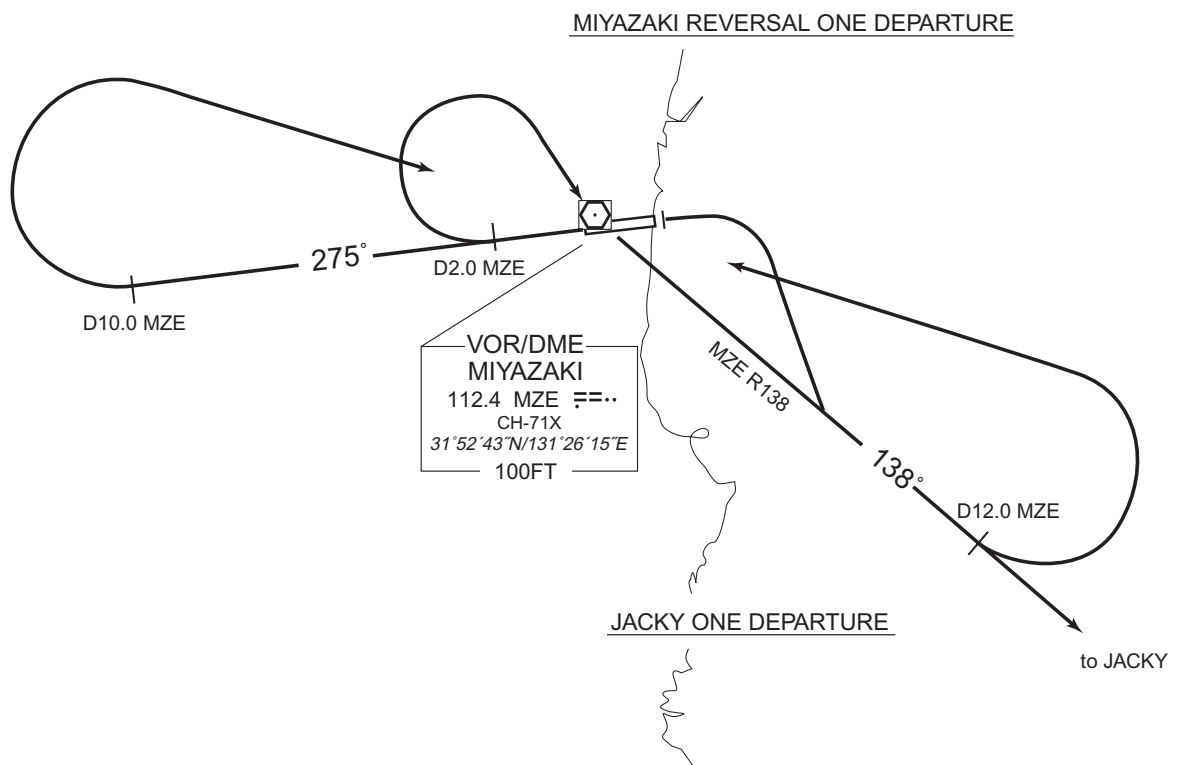 MIYAZAKI REVERSAL ONE DEPARTURE
275°
D2.0 MZE
D10.0 MZE
VOR/DME
MIYAZAKI
112.4 MZE
CH-71X
31°52′43″N/131°26′15″E
100FT
MZE R138
138°
D12.0 MZE
JACKY ONE DEPARTURE
to JACKY